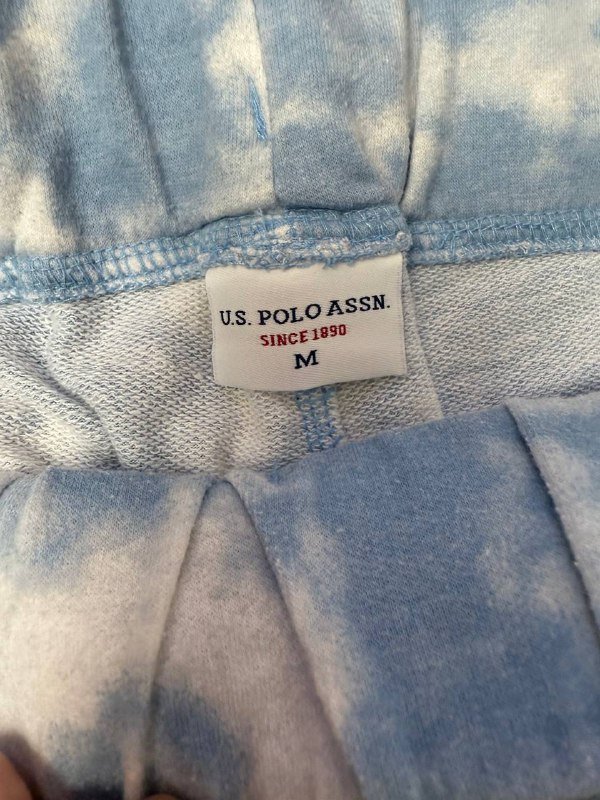 U.S. POLO ASSN.
SINCE 1890
M